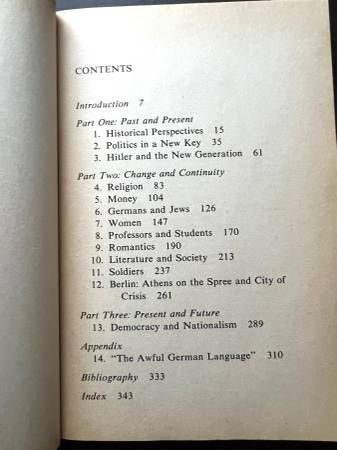 CONTENTS
Introduction 7
Part One: Past and Present
1. Historical Perspectives 15
2. Politics in a New Key 35
3. Hitler and the New Generation 61
Part Two: Change and Continuity
4. Religion 83
5. Money 104
6. Germans and Jews 126
7. Women 147
8. Professors and Students 170
9. Romantics 190
10. Literature and Society 213
11. Soldiers 237
12. Berlin: Athens on the Spree and City of
Crisis 261
Part Three: Present and Future
13. Democracy and Nationalism 289
Appendix
14. "The Awful German Language" 310
Bibliography 333
Index 343